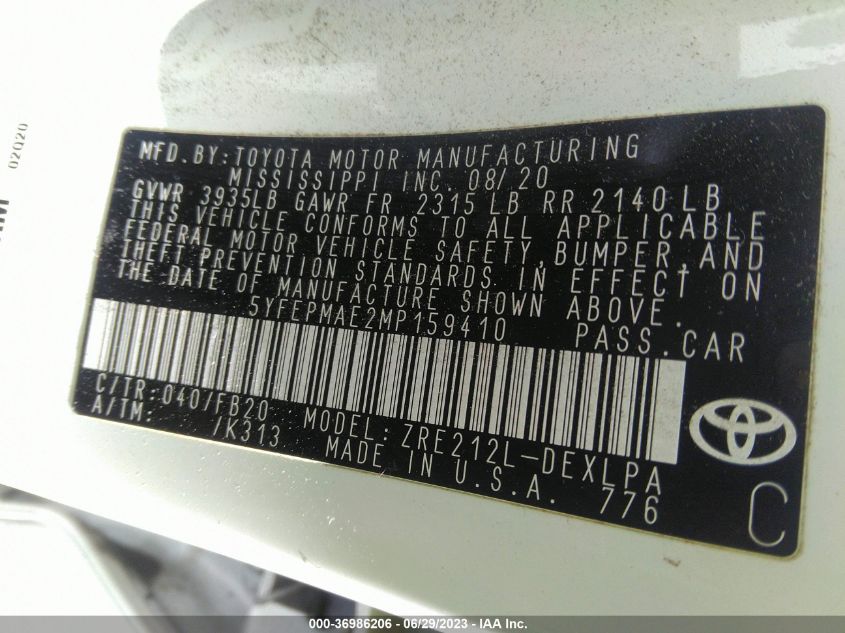 02Q20
MFD.BY:TOYOTA MOTOR MANUFACTURING
MISSISSIPPI INC. 08/20
GVWR 3935LB GAWR FR 2315 LB RR 2140 LB
THIS VEHICLE CONFORMS TO ALL APPLICABLE
FEDERAL MOTOR VEHICLE SAFETY,BUMPER,AND
THEFT PREVENTION STANDARDS IN EFFECT ON
THE DATE OF MANUFACTURE SHOWN ABOVE.
5YFEPMAE2MP159410 PASS.CAR
C/TR:040/FB20
A/TM: /K313
MODEL:ZRE212L-DEXLPA
MADE IN U.S.A. 776
C
000-36986206 - 06/29/2023 - IAA Inc.